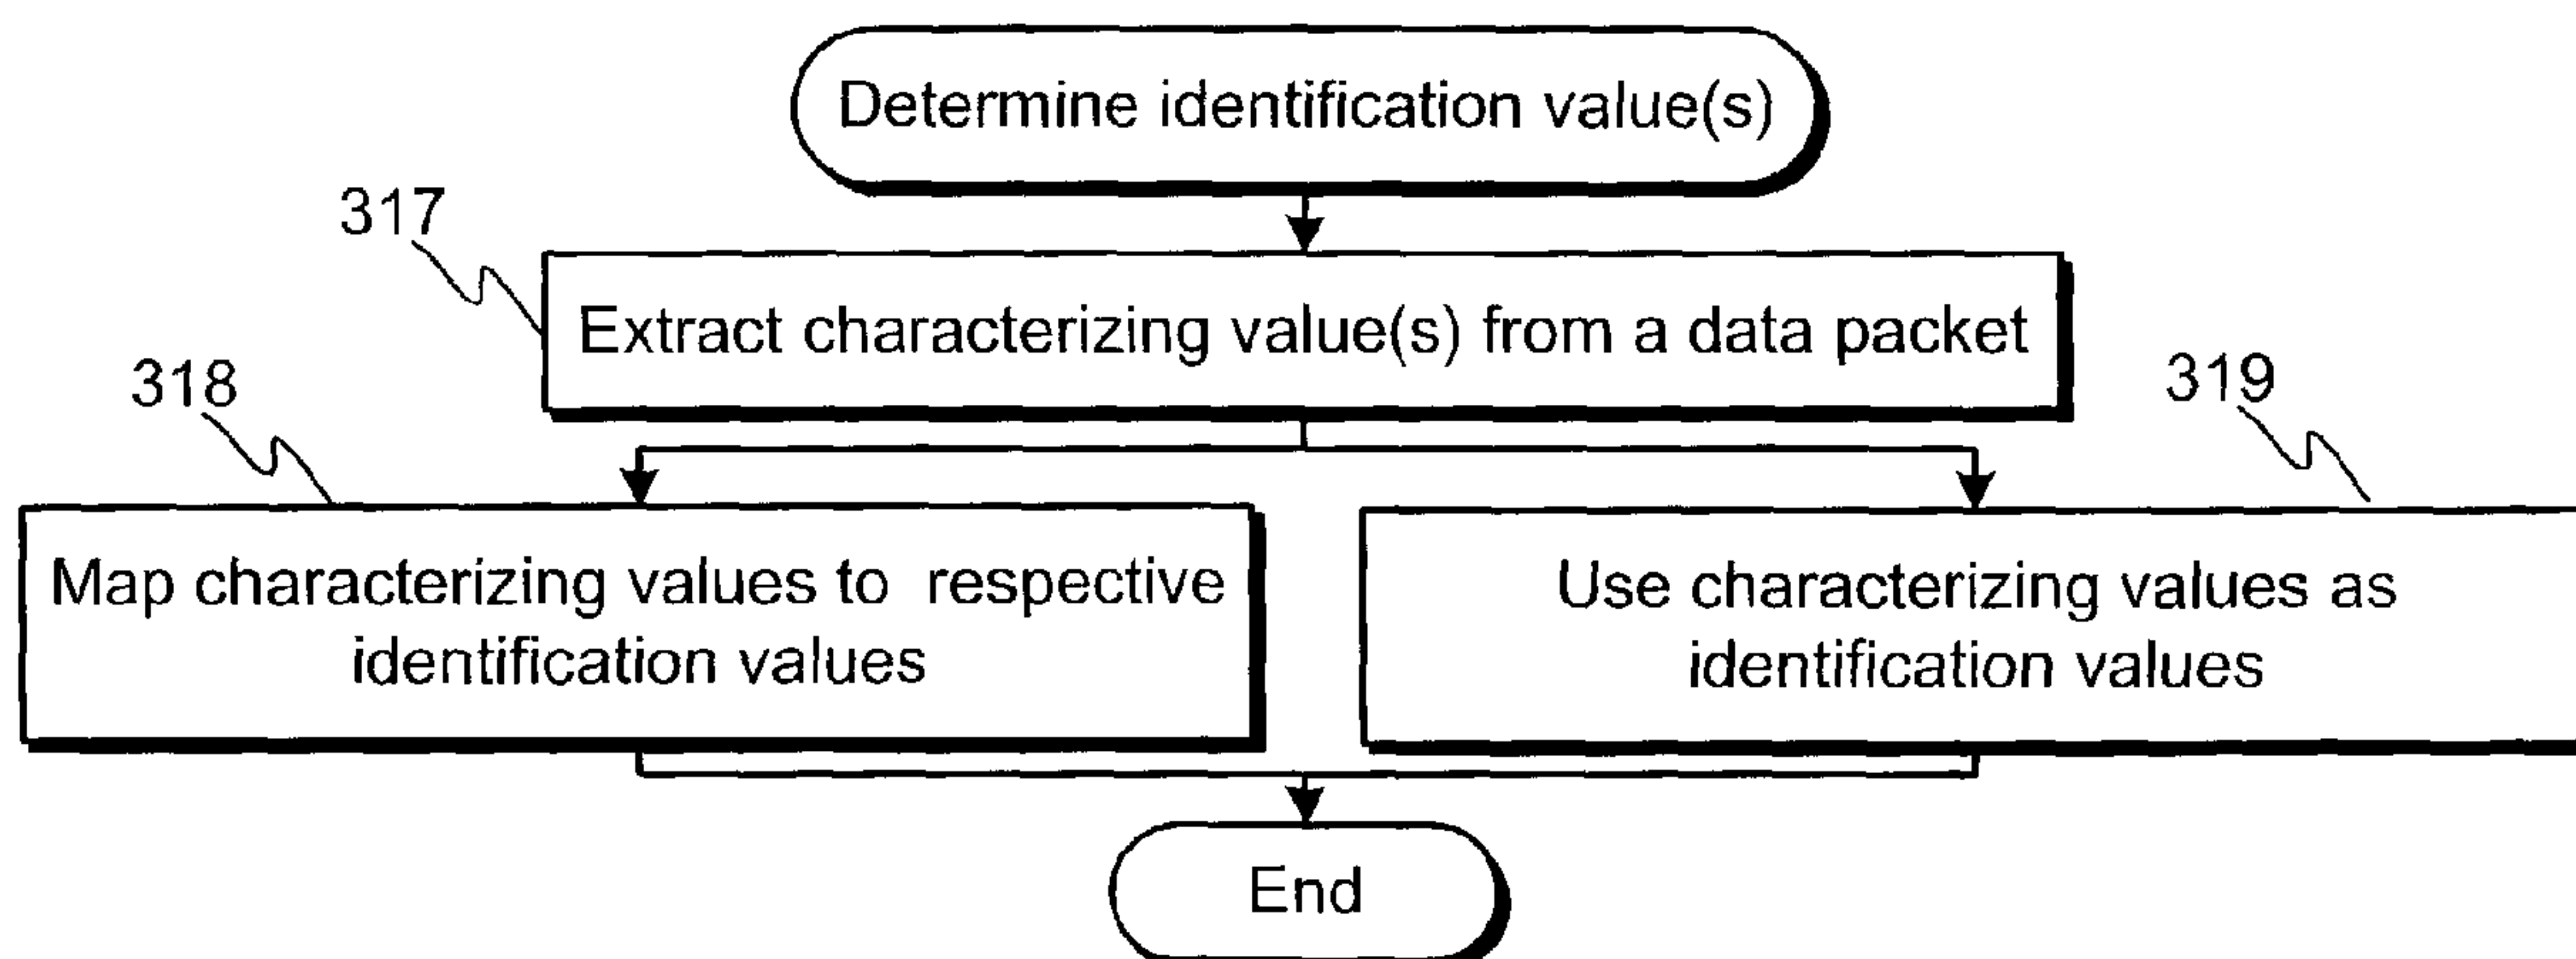 Determine identification value(s)
317
Extract characterizing value(s) from a data packet
318
319
Map characterizing values to respective
identification values
Use characterizing values as
identification values
End